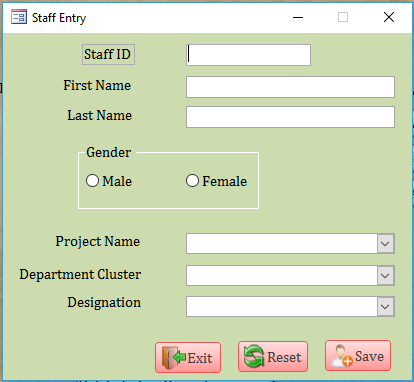 Staff Entry
Staff ID
First Name
Last Name
Gender
Male Female
Project Name
Department Cluster
Designation
Exit Reset Save